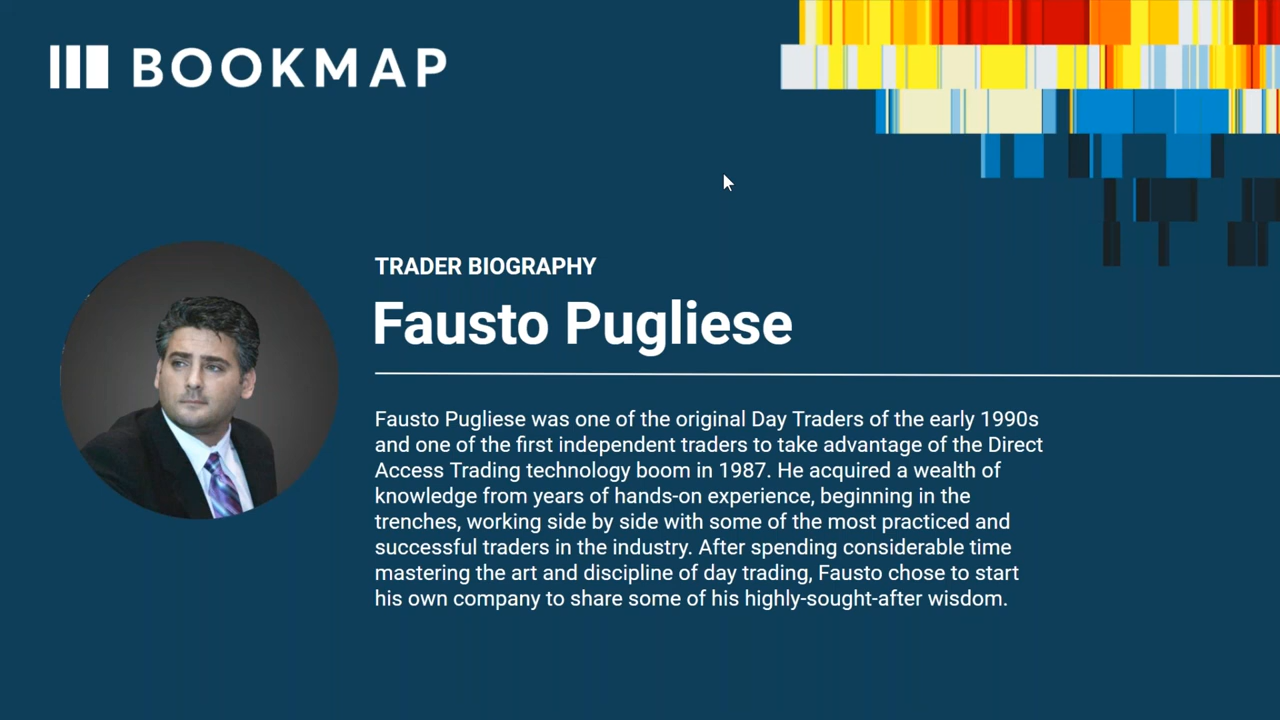 BOOKMAP
TRADER BIOGRAPHY
Fausto Pugliese
Fausto Pugliese was one of the original Day Traders of the early 1990s
and one of the first independent traders to take advantage of the Direct
Access Trading technology boom in 1987. He acquired a wealth of
knowledge from years of hands-on experience, beginning in the
trenches, working side by side with some of the most practiced and
successful traders in the industry. After spending considerable time
mastering the art and discipline of day trading, Fausto chose to start
his own company to share some of his highly-sought-after wisdom.